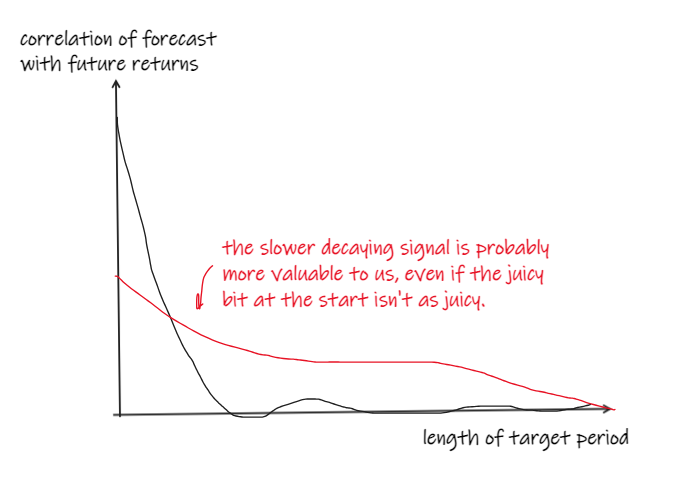 correlation of forecast
with future returns
the slower decaying signal is probably
more valuable to us, even if the juicy
bit at the start isn't as juicy.
length of target period